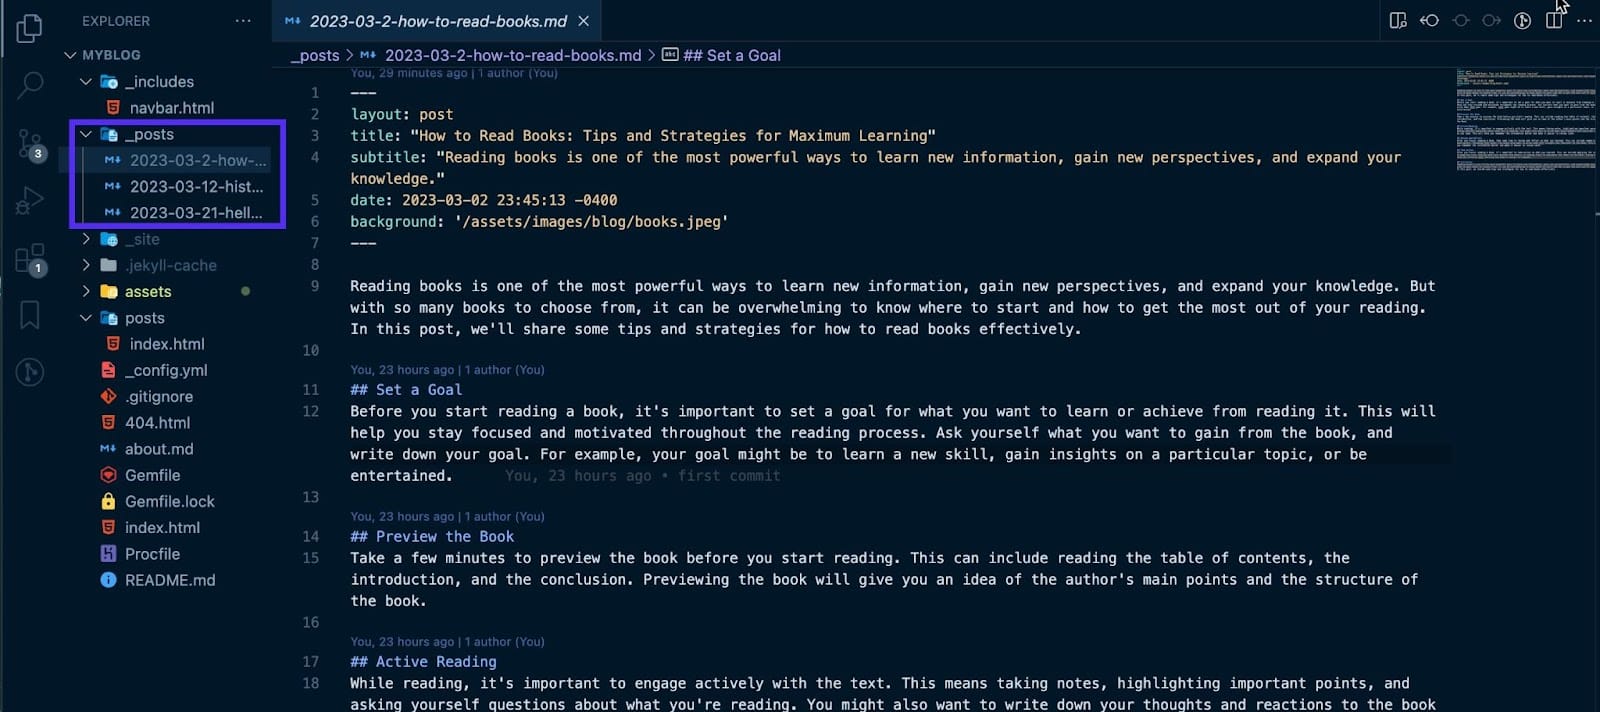 EXPLORER ...
MYBLOG
_includes
navbar.html
_posts
2023-03-2-how-...
2023-03-12-hist...
2023-03-21-hell...
_site
.jekyll-cache
assets
posts
index.html
_config.yml
.gitignore
404.html
about.md
Gemfile
Gemfile.lock
index.html
Procfile
README.md
3
1
2023-03-2-how-to-read-books.md
_posts > 2023-03-2-how-to-read-books.md > ## Set a Goal
You, 29 minutes ago | 1 author (You)
1 ---
2 layout: post
3 title: "How to Read Books: Tips and Strategies for Maximum Learning"
4 subtitle: "Reading books is one of the most powerful ways to learn new information, gain new perspectives, and expand your
knowledge."
5 date: 2023-03-02 23:45:13 -0400
6 background: '/assets/images/blog/books.jpeg'
7 ---
8
9 Reading books is one of the most powerful ways to learn new information, gain new perspectives, and expand your knowledge. But
with so many books to choose from, it can be overwhelming to know where to start and how to get the most out of your reading.
In this post, we'll share some tips and strategies for how to read books effectively.
10
You, 23 hours ago | 1 author (You)
11 ## Set a Goal
12 Before you start reading a book, it's important to set a goal for what you want to learn or achieve from reading it. This will
help you stay focused and motivated throughout the reading process. Ask yourself what you want to gain from the book, and
write down your goal. For example, your goal might be to learn a new skill, gain insights on a particular topic, or be
entertained. You, 23 hours ago • first commit
13
You, 23 hours ago | 1 author (You)
14 ## Preview the Book
15 Take a few minutes to preview the book before you start reading. This can include reading the table of contents, the
introduction, and the conclusion. Previewing the book will give you an idea of the author's main points and the structure of
the book.
16
You, 23 hours ago | 1 author (You)
17 ## Active Reading
18 While reading, it's important to engage actively with the text. This means taking notes, highlighting important points, and
asking yourself questions about what you're reading. You might also want to write down your thoughts and reactions to the book